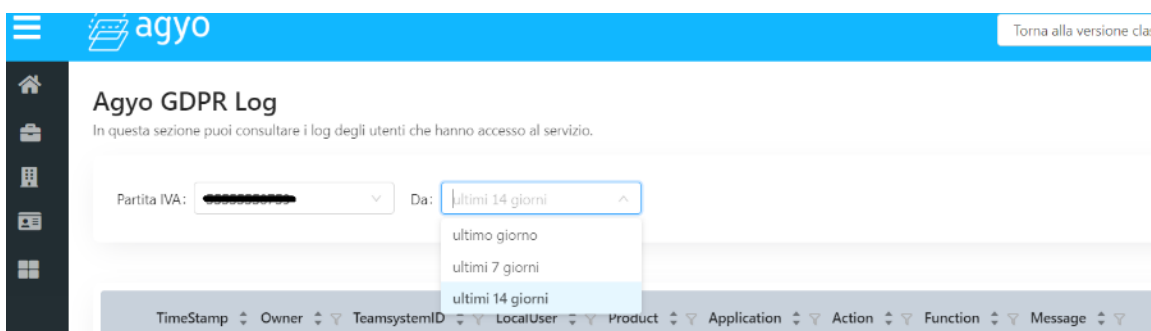 agyo
Torna alla versione clas
Agyo GDPR Log
In questa sezione puoi consultare i log degli utenti che hanno accesso al servizio.
Partita IVA: Da: ultimi 14 giorni
ultimo giorno
ultimi 7 giorni
ultimi 14 giorni
TimeStamp Owner TeamsystemID LocalUser Product Application Action Function Message